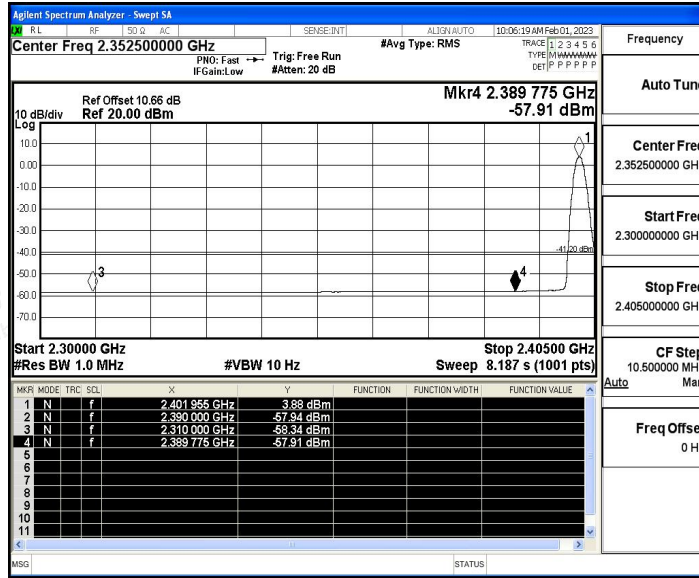 Agilent Spectrum Analyzer - Swept SA
RL RF 50 Ω AC SENSE:INT ALIGN AUTO 10:06:19 AM Feb 01, 2023
Center Freq 2.352500000 GHz
PNO: Fast
IFGain:Low
Trig: Free Run
#Atten: 20 dB
#Avg Type: RMS
TRACE 1 2 3 4 5 6
TYPE M W W W W W
DET P P P P P P
Mkr4 2.389 775 GHz
-57.91 dBm
Ref Offset 10.66 dB
10 dB/div Ref 20.00 dBm
Log
1
10.0
0.00
-10.0
-20.0
-30.0
-41.20 dBm
-40.0
3
4
-50.0
-60.0
-70.0
Start 2.30000 GHz Stop 2.40500 GHz
#Res BW 1.0 MHz #VBW 10 Hz Sweep 8.187 s (1001 pts)
MKR MODE TRC SCL X Y FUNCTION FUNCTION WIDTH FUNCTION VALUE
1 N f 2.401 955 GHz 3.88 dBm
2 N f 2.390 000 GHz -57.94 dBm
3 N f 2.310 000 GHz -58.34 dBm
4 N f 2.389 775 GHz -57.91 dBm
5
6
7
8
9
10
11
MSG STATUS
Frequency
Auto Tun
Center Fre
2.352500000 GH
Start Fre
2.300000000 GH
Stop Fre
2.405000000 GH
CF Step
10.500000 MH
Auto Ma
Freq Offse
0 H